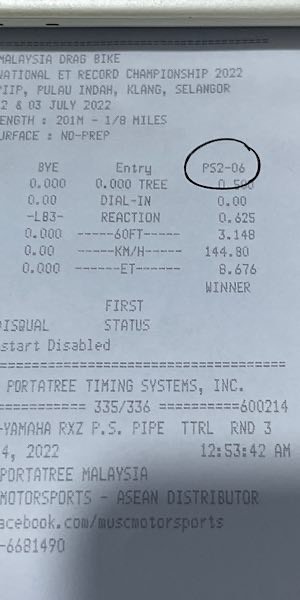 MALAYSIA DRAG BIKE
NATIONAL ET RECORD CHAMPIONSHIP 2022
PIIP, PULAU INDAH, KLANG, SELANGOR
2 & 03 JULY 2022
ENGTH : 201M - 1/8 MILES
URFACE : NO-PREP
BYE Entry PS2-06
0.000 0.000 TREE 0.500
0.00 DIAL-IN 0.00
-LB3- REACTION 0.625
0.000 -----60FT----- 3.148
0.00 -----KM/H----- 144.80
0.000 ------ET------ 8.676
WINNER
FIRST
DISQUAL STATUS
start Disabled
PORTATREE TIMING SYSTEMS, INC.
========== 335/336 ==========600214
-YAMAHA RXZ P.S. PIPE TTRL RND 3
4, 2022 12:53:42 AM
PORTATREE MALAYSIA
MOTORSPORTS - ASEAN DISTRIBUTOR
acebook.com/muscmotorsports
-6681490